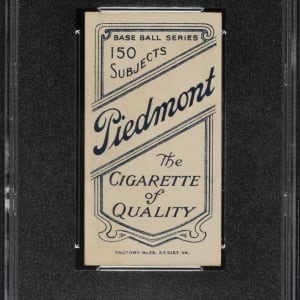 BASE BALL SERIES
150
SUBJECTS
Piedmont
The
CIGARETTE
of
QUALITY
FACTORY No. 25, 2nd DIST. VA.